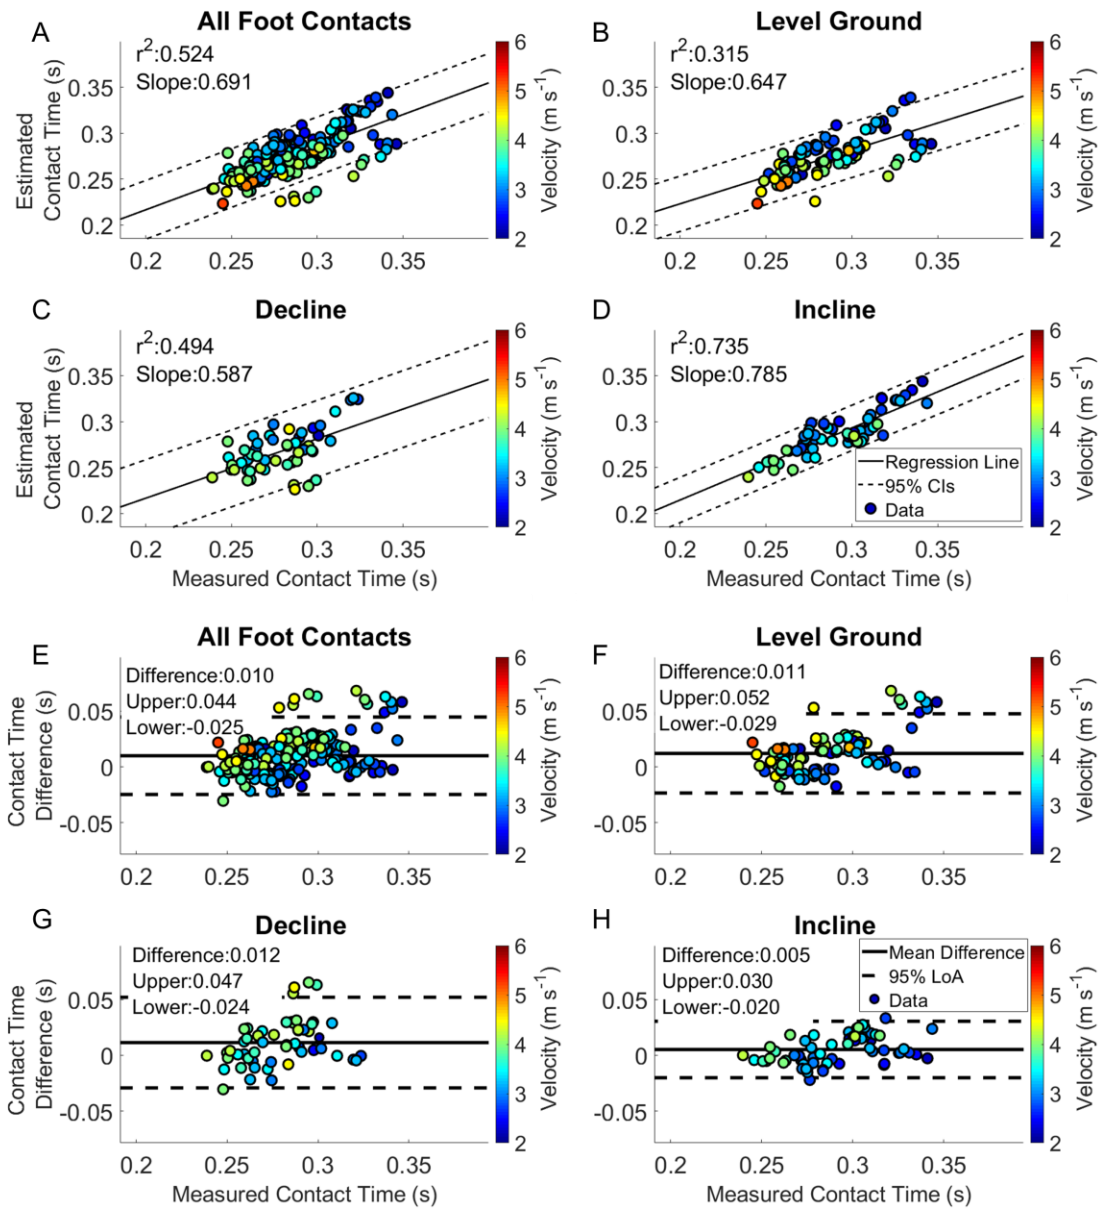 A
All Foot Contacts
r²:0.524
Slope:0.691
Estimated
Contact Time (s)
0.35
0.3
0.25
0.2
0.2
0.25
0.3
0.35
6
5
4
3
2
Velocity (m s⁻¹)
B
Level Ground
r²:0.315
Slope:0.647
0.35
0.3
0.25
0.2
0.2
0.25
0.3
0.35
6
5
4
3
2
Velocity (m s⁻¹)
C
Decline
r²:0.494
Slope:0.587
Estimated
Contact Time (s)
0.35
0.3
0.25
0.2
0.2
0.25
0.3
0.35
Measured Contact Time (s)
6
5
4
3
2
Velocity (m s⁻¹)
D
Incline
r²:0.735
Slope:0.785
0.35
0.3
0.25
0.2
Regression Line
95% CIs
Data
0.2
0.25
0.3
0.35
Measured Contact Time (s)
6
5
4
3
2
Velocity (m s⁻¹)
E
All Foot Contacts
Difference:0.010
Upper:0.044
Lower:-0.025
Contact Time
Difference (s)
0.05
0
-0.05
0.2
0.25
0.3
0.35
6
5
4
3
2
Velocity (m s⁻¹)
F
Level Ground
Difference:0.011
Upper:0.052
Lower:-0.029
0.05
0
-0.05
0.2
0.25
0.3
0.35
6
5
4
3
2
Velocity (m s⁻¹)
G
Decline
Difference:0.012
Upper:0.047
Lower:-0.024
Contact Time
Difference (s)
0.05
0
-0.05
0.2
0.25
0.3
0.35
Measured Contact Time (s)
6
5
4
3
2
Velocity (m s⁻¹)
H
Incline
Difference:0.005
Upper:0.030
Lower:-0.020
Mean Difference
95% LoA
Data
0.05
0
-0.05
0.2
0.25
0.3
0.35
Measured Contact Time (s)
6
5
4
3
2
Velocity (m s⁻¹)